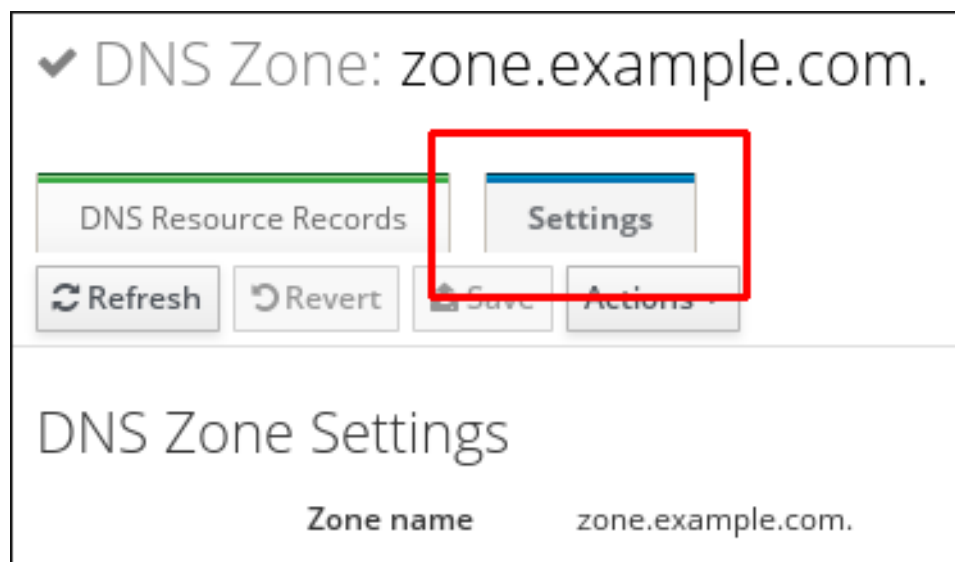 DNS Zone: zone.example.com.
DNS Resource Records Settings
Refresh Revert Save Actions
DNS Zone Settings
Zone name zone.example.com.